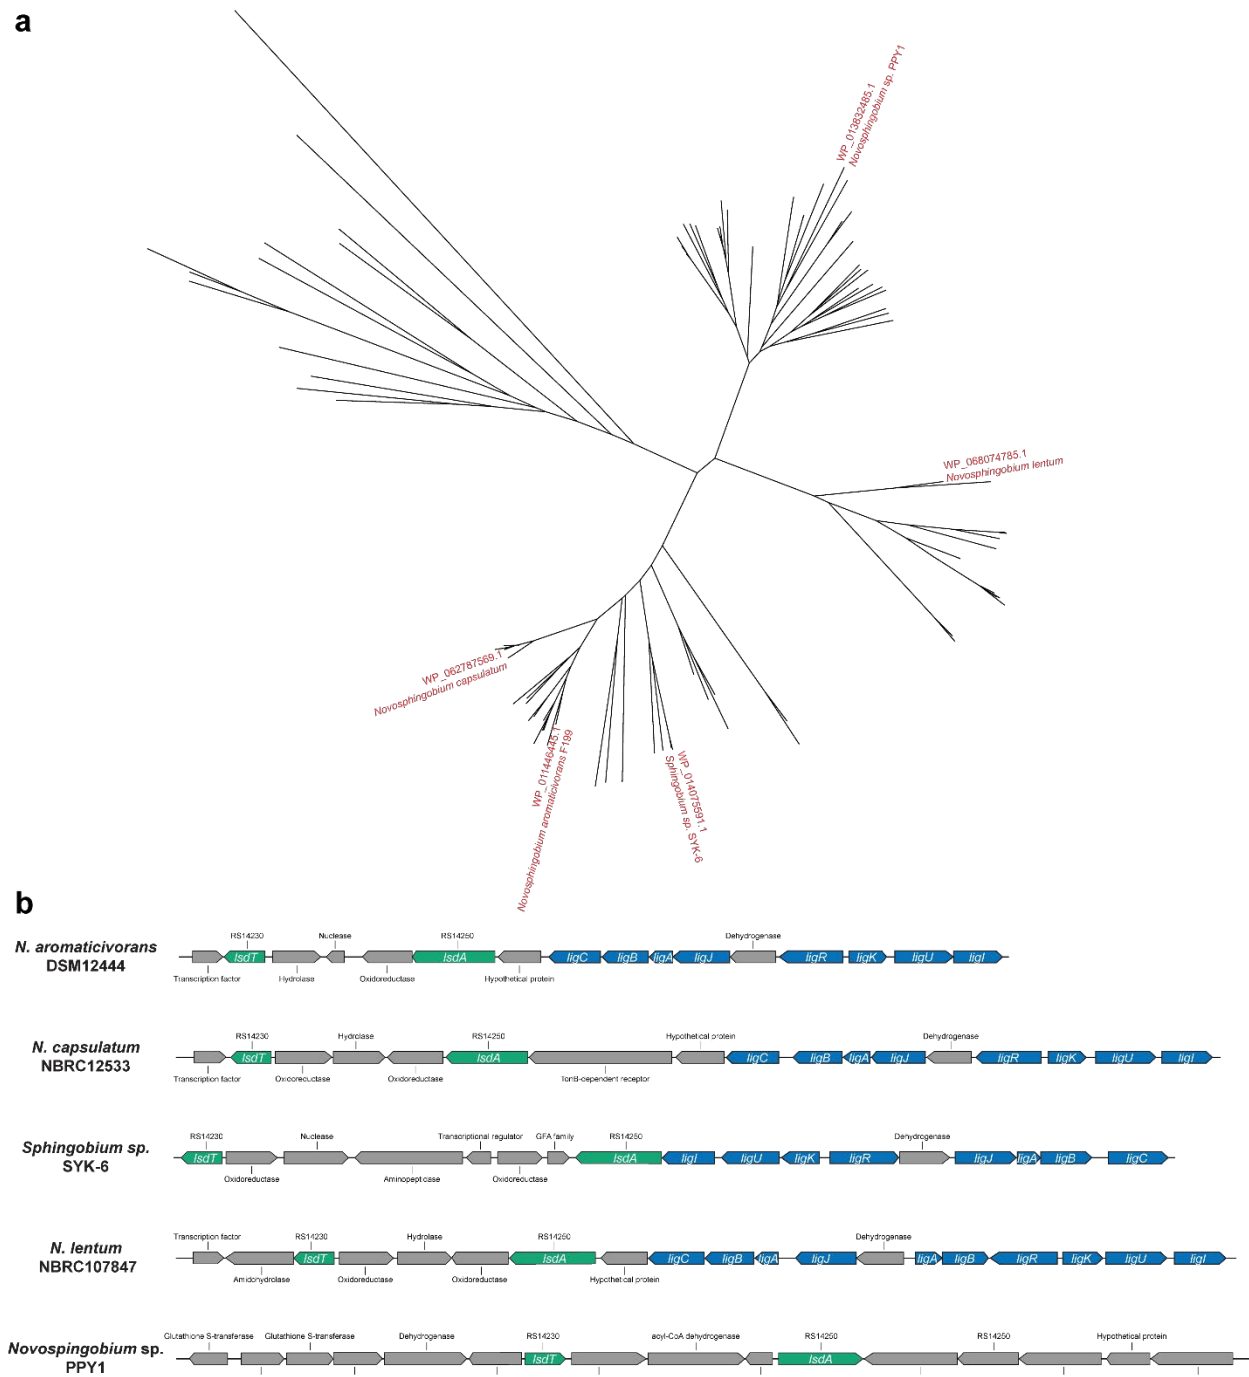 a
WP_013832485.1
Novosphingobium sp. PPY1
WP_068074785.1
Novosphingobium lentum
WP_062787569.1
Novosphingobium capsulatum
WP_011446445.1
Novosphingobium aromaticivorans F199
WP_014075591.1
Sphingobium sp. SYK-6
b
N. aromaticivorans
DSM12444
RS14230 Nuclease RS14250 Dehydrogenase
lsdT lsdA ligC ligB ligA ligJ ligR ligK ligU ligI
Transcription factor Hydrolase Oxidoreductase Hypothetical protein
N. capsulatum
NBRC12533
RS14230 Hydrolase RS14250 Hypothetical protein Dehydrogenase
lsdT lsdA ligC ligB ligA ligJ ligR ligK ligU ligI
Transcription factor Oxidoreductase Oxidoreductase TonB-dependent receptor
Sphingobium sp.
SYK-6
RS14230 Nuclease Transcriptional regulator GFA family RS14250 Dehydrogenase
lsdT lsdA ligI ligU ligK ligR ligJ ligA ligB ligC
Oxidoreductase Aminopepticase Oxidoreductase
N. lentum
NBRC107847
Transcription factor RS14230 Hydrolase RS14250 Dehydrogenase
lsdT lsdA ligC ligB ligA ligJ ligA ligB ligR ligK ligU ligI
Amidohydrolase Oxidoreductase Oxidoreductase Hypothetical protein
Novospingobium sp.
PPY1
Glutathione S-transferase Glutathione S-transferase Dehydrogenase RS14230 acyl-CoA dehydrogenase RS14250 RS14250 Hypothetical protein
lsdT lsdA